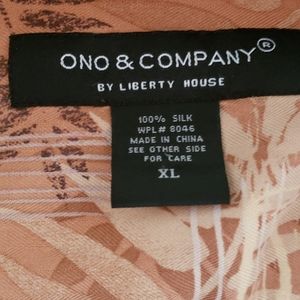 ONO & COMPANY®
BY LIBERTY HOUSE
100% SILK
WPL# 8046
MADE IN CHINA
SEE OTHER SIDE
FOR CARE
XL